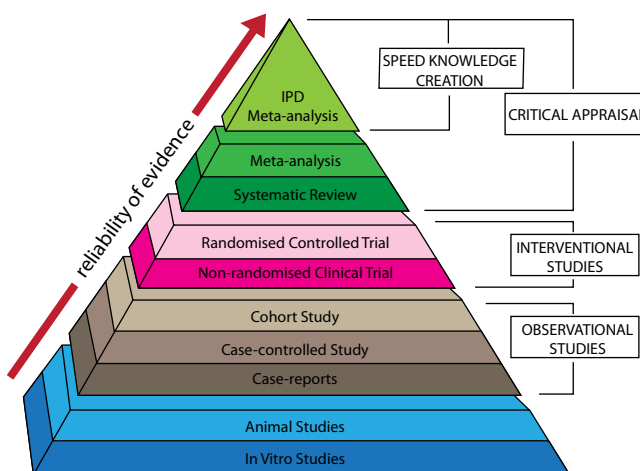 SPEED KNOWLEDGE
CREATION
IPD
Meta-analysis
CRITICAL APPRAISAL
reliability of evidence
Meta-analysis
Systematic Review
Randomised Controlled Trial
INTERVENTIONAL
STUDIES
Non-randomised Clinical Trial
Cohort Study
OBSERVATIONAL
STUDIES
Case-controlled Study
Case-reports
Animal Studies
In Vitro Studies